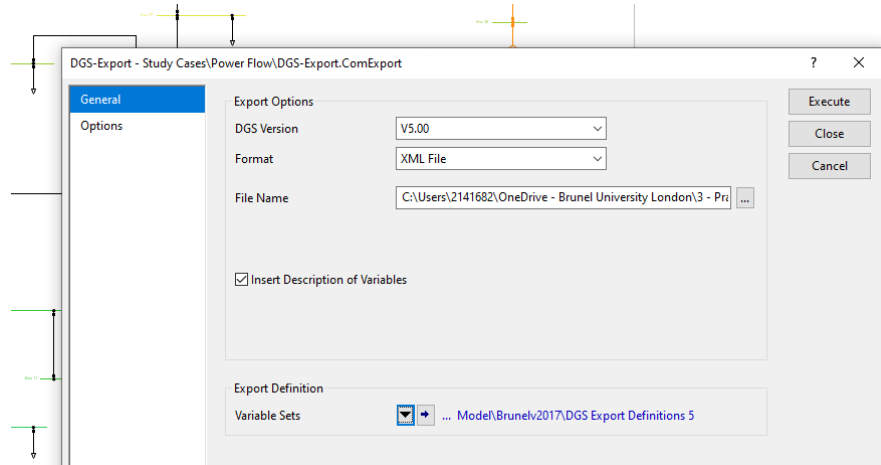 DGS-Export - Study Cases\Power Flow\DGS-Export.ComExport ? ×
General
Options
Export Options
DGS Version V5.00
Format XML File
File Name C:\Users\2141682\OneDrive - Brunel University London\3 - Pra ...
Insert Description of Variables
Export Definition
Variable Sets ... Model\Brunelv2017\DGS Export Definitions 5
Execute
Close
Cancel